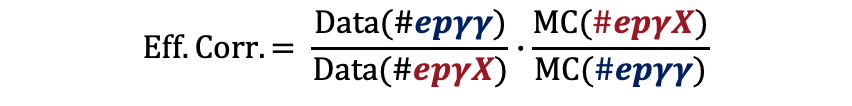 Eff. Corr. = Data(#epγγ) / Data(#epγX) · MC(#epγX) / MC(#epγγ)